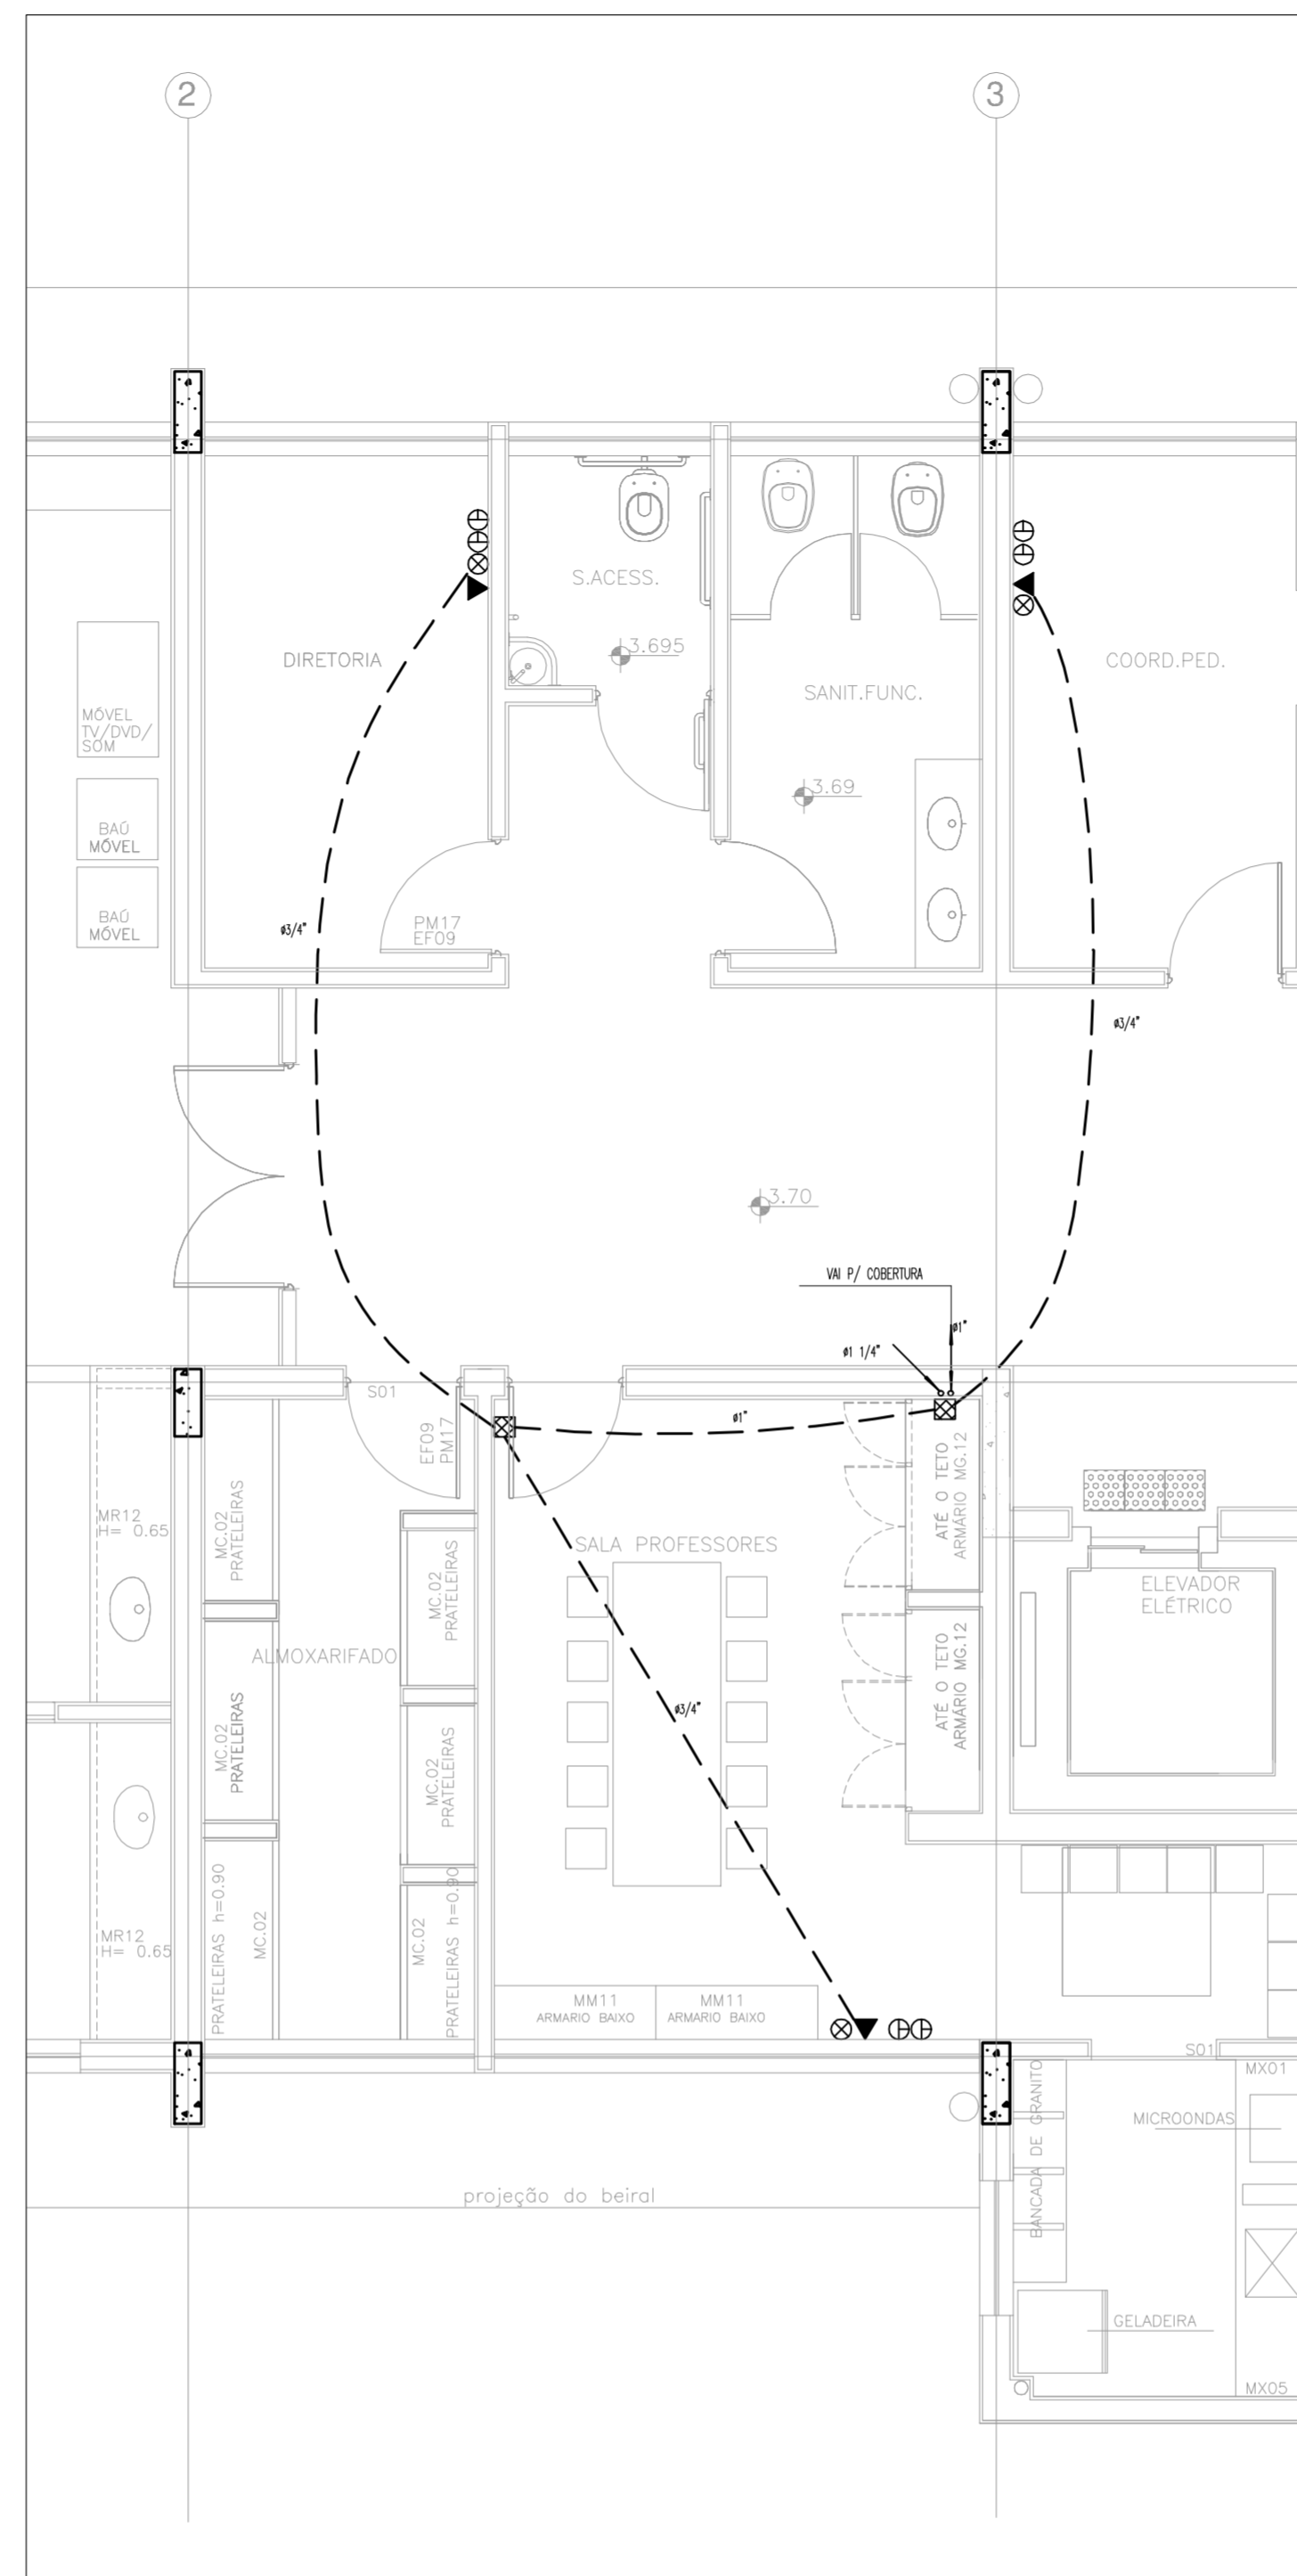 2
3
S.ACESS.
3.695
DIRETORIA
COORD.PED.
SANIT.FUNC.
MÓVEL
TV/DVD/
SOM
3.69
BAÚ
MÓVEL
BAÚ
MÓVEL
PM17
EF09
ø3/4"
ø3/4"
3.70
VAI P/ COBERTURA
ø1"
ø1 1/4"
S01
EF09
PM17
ø1"
MR12
H= 0.65
MC.02
PRATELEIRAS
ATÉ O TETO
ARMÁRIO MG.12
SALA PROFESSORES
MC.02
PRATELEIRAS
ELEVADOR
ELÉTRICO
ALMOXARIFADO
ATÉ O TETO
ARMÁRIO MG.12
MC.02
PRATELEIRAS
ø3/4"
MC.02
PRATELEIRAS
PRATELEIRAS h=0.90
MC.02
MC.02
PRATELEIRAS h=0.90
MR12
H= 0.65
MM11
ARMARIO BAIXO
MM11
ARMARIO BAIXO
S01
MX01
BANCADA DE GRANITO
MICROONDAS
projeção do beiral
GELADEIRA
MX05